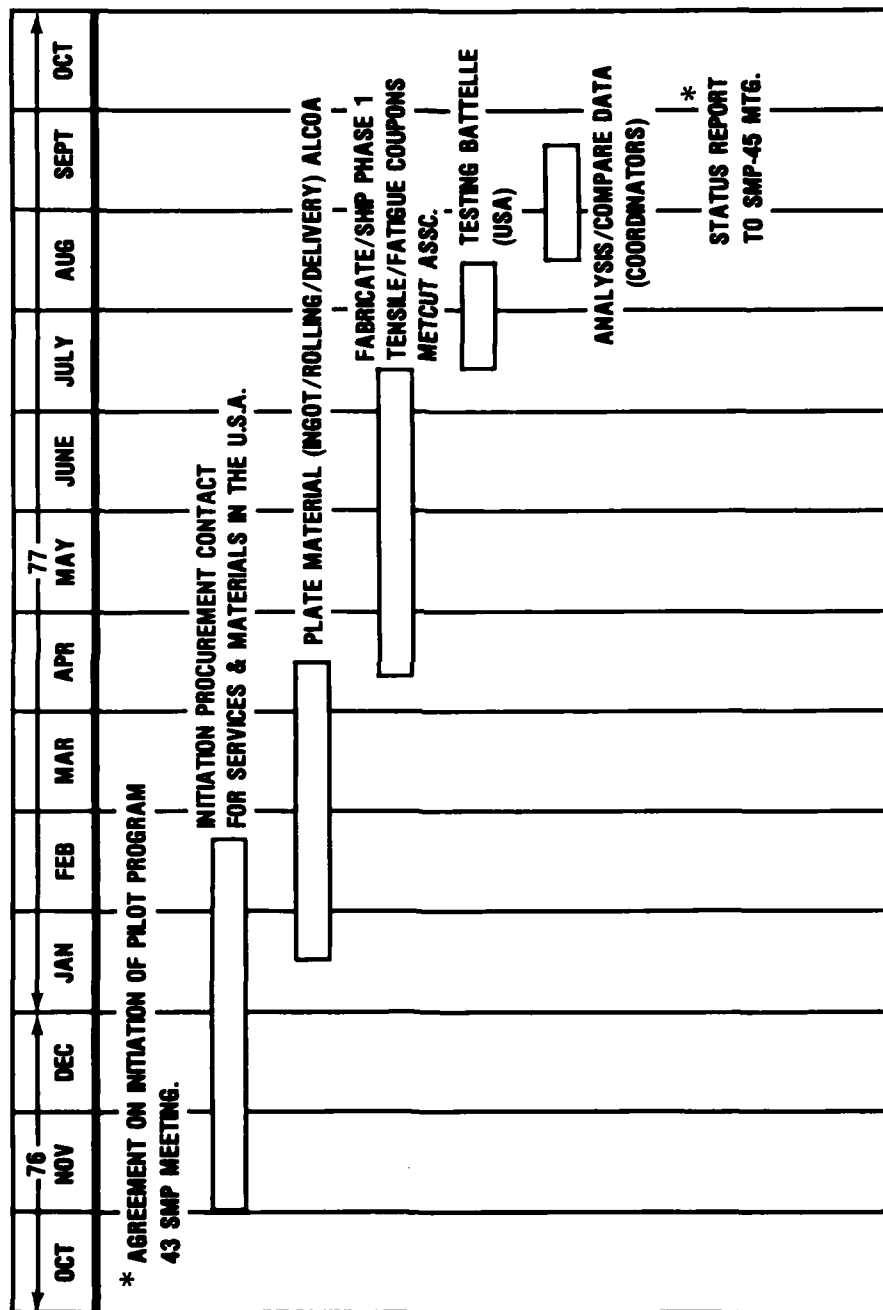 76
77
OCT NOV DEC JAN FEB MAR APR MAY JUNE JULY AUG SEPT OCT
* AGREEMENT ON INITIATION OF PILOT PROGRAM
43 SMP MEETING.
INITIATION PROCUREMENT CONTACT
FOR SERVICES & MATERIALS IN THE U.S.A.
PLATE MATERIAL (INGOT/ROLLING/DELIVERY) ALCOA
FABRICATE/SHIP PHASE 1
TENSILE/FATIGUE COUPONS
METCUT ASSC.
TESTING BATTELLE
(USA)
ANALYSIS/COMPARE DATA
(COORDINATORS)
*
STATUS REPORT
TO SMP-45 MTG.